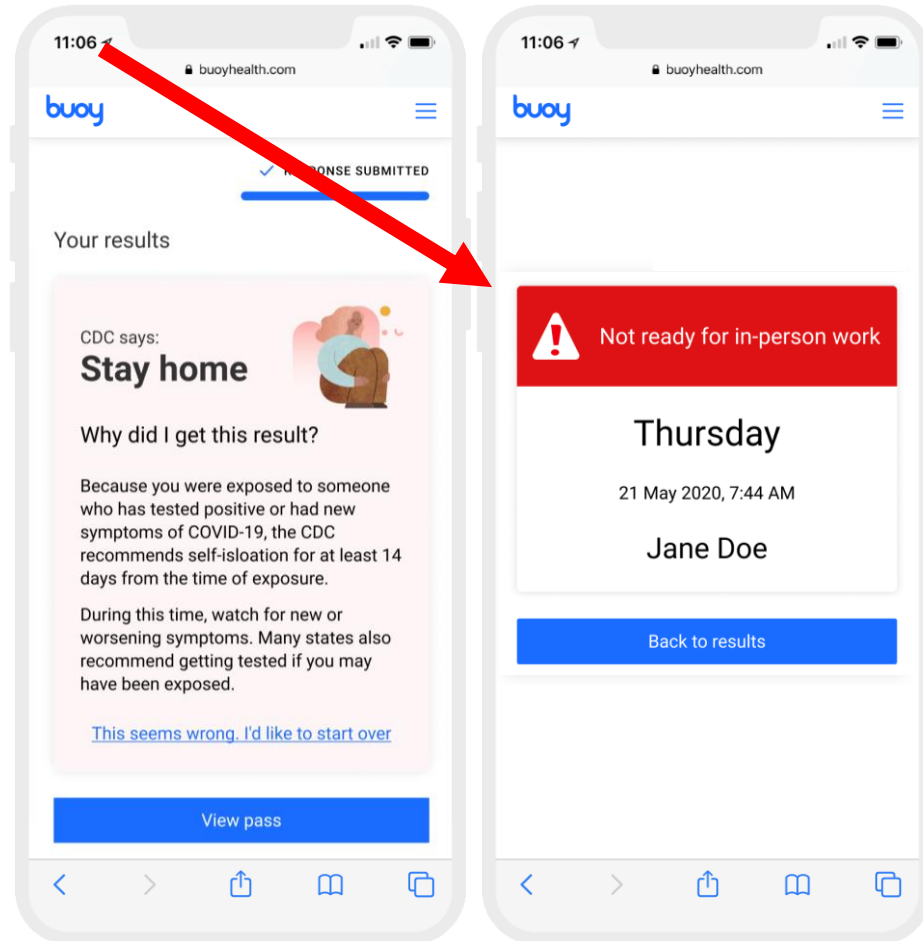 11:06
buoyhealth.com
buoy
SUBMITTED
Your results
CDC says:
Stay home
Why did I get this result?
Because you were exposed to someone
who has tested positive or had new
symptoms of COVID-19, the CDC
recommends self-isloation for at least 14
days from the time of exposure.
During this time, watch for new or
worsening symptoms. Many states also
recommend getting tested if you may
have been exposed.
This seems wrong. I'd like to start over
View pass
11:06
buoyhealth.com
buoy
Not ready for in-person work
Thursday
21 May 2020, 7:44 AM
Jane Doe
Back to results